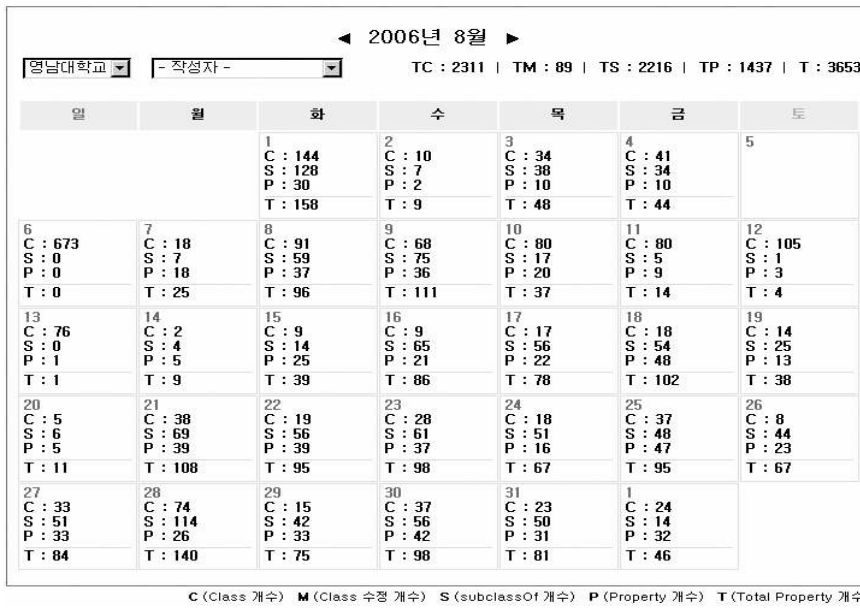 ◀ 2006년 8월 ▶
영남대학교 - 작성자 - TC : 2311 | TM : 89 | TS : 2216 | TP : 1437 | T : 3653
일 월 화 수 목 금 토
1 2 3 4 5
C : 144 C : 10 C : 34 C : 41
S : 128 S : 7 S : 38 S : 34
P : 30 P : 2 P : 10 P : 10
T : 158 T : 9 T : 48 T : 44
6 7 8 9 10 11 12
C : 673 C : 18 C : 91 C : 68 C : 80 C : 80 C : 105
S : 0 S : 7 S : 59 S : 75 S : 17 S : 5 S : 1
P : 0 P : 18 P : 37 P : 36 P : 20 P : 9 P : 3
T : 0 T : 25 T : 96 T : 111 T : 37 T : 14 T : 4
13 14 15 16 17 18 19
C : 76 C : 2 C : 9 C : 9 C : 17 C : 18 C : 14
S : 0 S : 4 S : 14 S : 65 S : 56 S : 54 S : 25
P : 1 P : 5 P : 25 P : 21 P : 22 P : 48 P : 13
T : 1 T : 9 T : 39 T : 86 T : 78 T : 102 T : 38
20 21 22 23 24 25 26
C : 5 C : 38 C : 19 C : 28 C : 18 C : 37 C : 8
S : 6 S : 69 S : 56 S : 61 S : 51 S : 48 S : 44
P : 5 P : 39 P : 39 P : 37 P : 16 P : 47 P : 23
T : 11 T : 108 T : 95 T : 98 T : 67 T : 95 T : 67
27 28 29 30 31 1
C : 33 C : 74 C : 15 C : 37 C : 23 C : 24
S : 51 S : 114 S : 42 S : 56 S : 50 S : 14
P : 33 P : 26 P : 33 P : 42 P : 31 P : 32
T : 84 T : 140 T : 75 T : 98 T : 81 T : 46
C (Class 개수) M (Class 수정 개수) S (subclassOf 개수) P (Property 개수) T (Total Property 개수